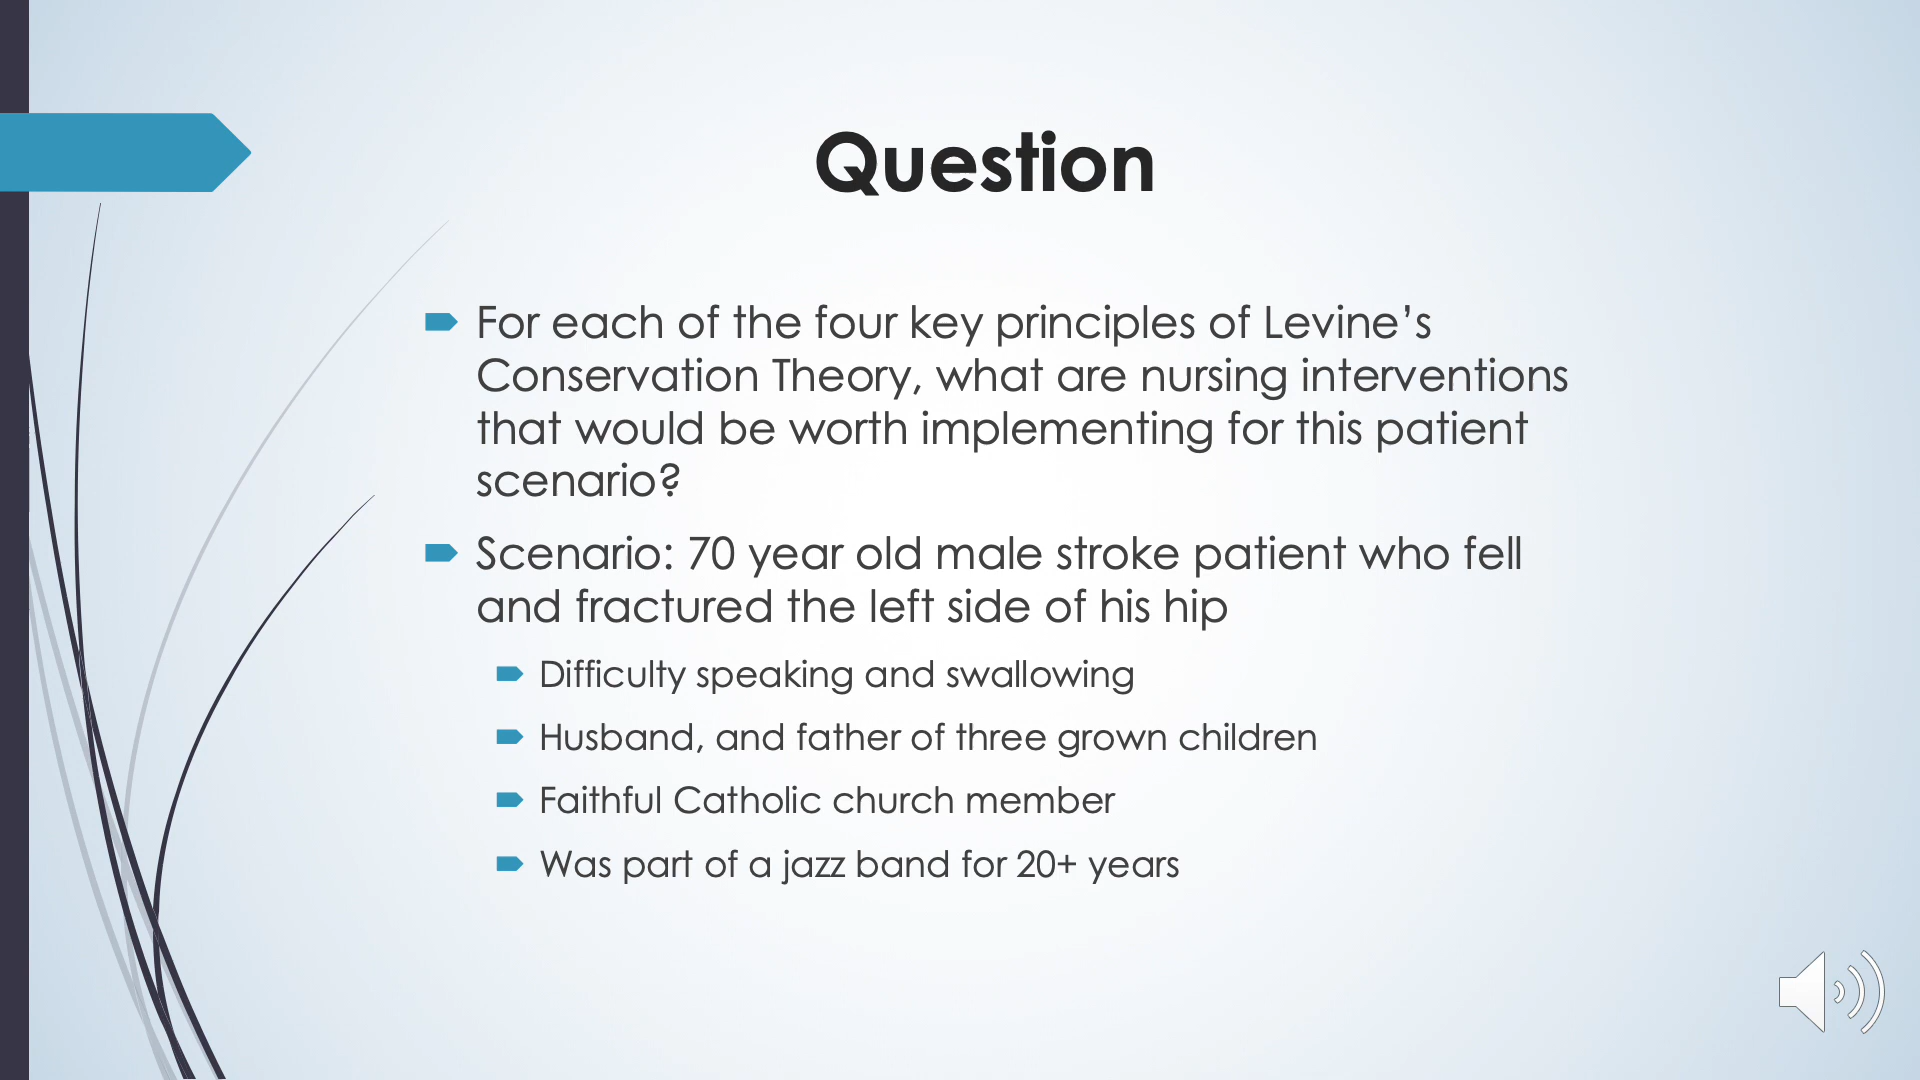 Question
For each of the four key principles of Levine’s
Conservation Theory, what are nursing interventions
that would be worth implementing for this patient
scenario?
Scenario: 70 year old male stroke patient who fell
and fractured the left side of his hip
Difficulty speaking and swallowing
Husband, and father of three grown children
Faithful Catholic church member
Was part of a jazz band for 20+ years